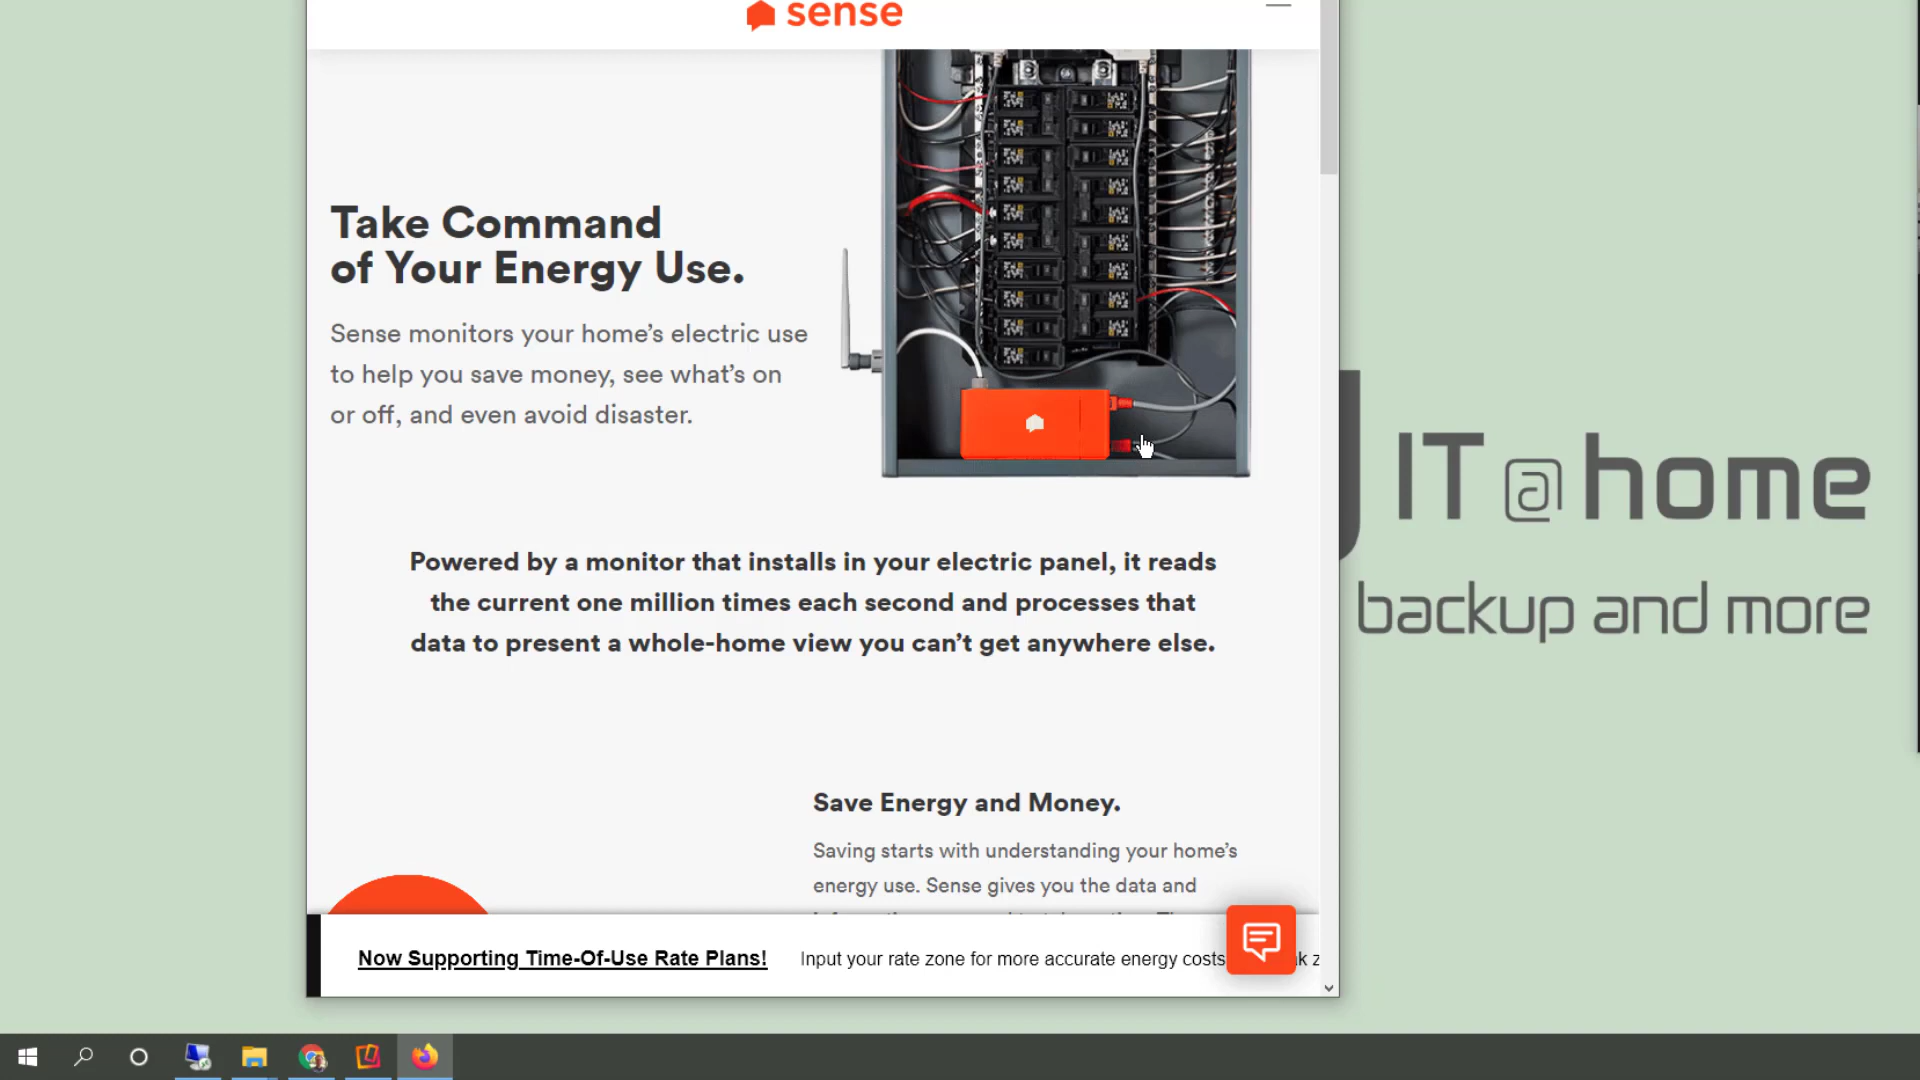 sense
Take Command
of Your Energy Use.
Sense monitors your home's electric use
to help you save money, see what's on
or off, and even avoid disaster.
Powered by a monitor that installs in your electric panel, it reads
the current one million times each second and processes that
data to present a whole-home view you can't get anywhere else.
IT @ home
backup and more
Save Energy and Money.
Saving starts with understanding your home's
energy use. Sense gives you the data and
Now Supporting Time-Of-Use Rate Plans! Input your rate zone for more accurate energy costs